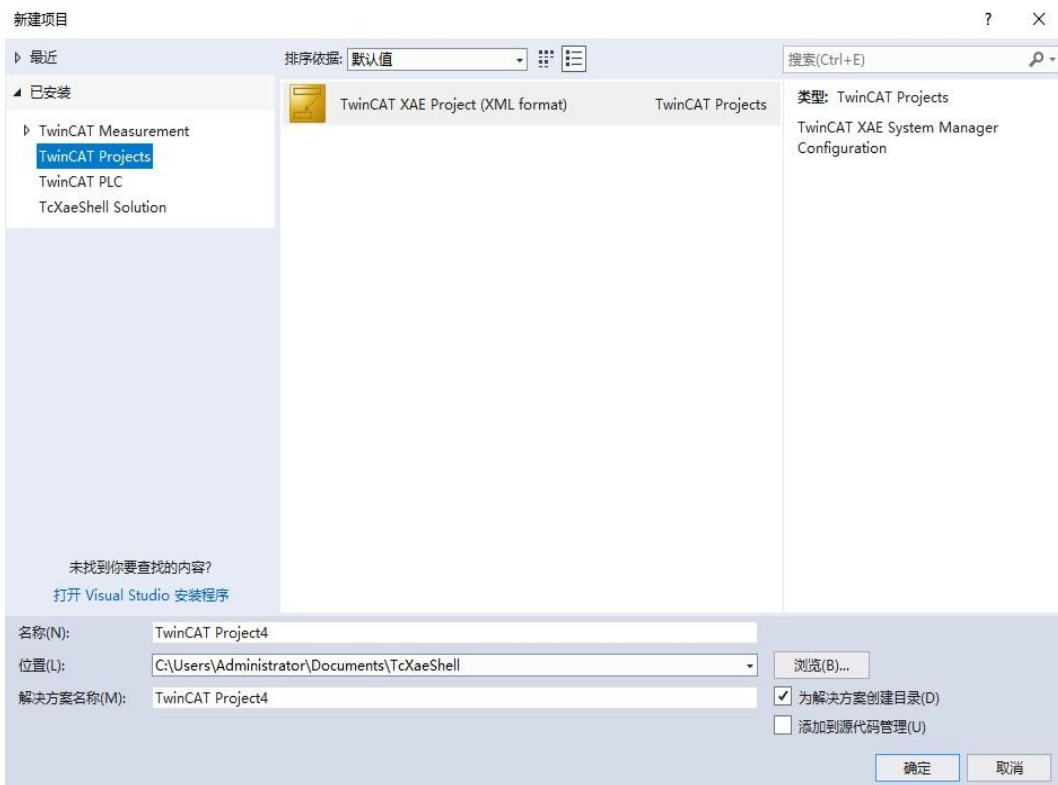 新建项目
? ×
最近
排序依据: 默认值
搜索(Ctrl+E)
已安装
TwinCAT Measurement
TwinCAT Projects
TwinCAT PLC
TcXaeShell Solution
TwinCAT XAE Project (XML format) TwinCAT Projects
类型: TwinCAT Projects
TwinCAT XAE System Manager
Configuration
未找到你要查找的内容?
打开 Visual Studio 安装程序
名称(N): TwinCAT Project4
位置(L): C:\Users\Administrator\Documents\TcXaeShell 浏览(B)...
解决方案名称(M): TwinCAT Project4 为解决方案创建目录(D)
添加到源代码管理(U)
确定 取消